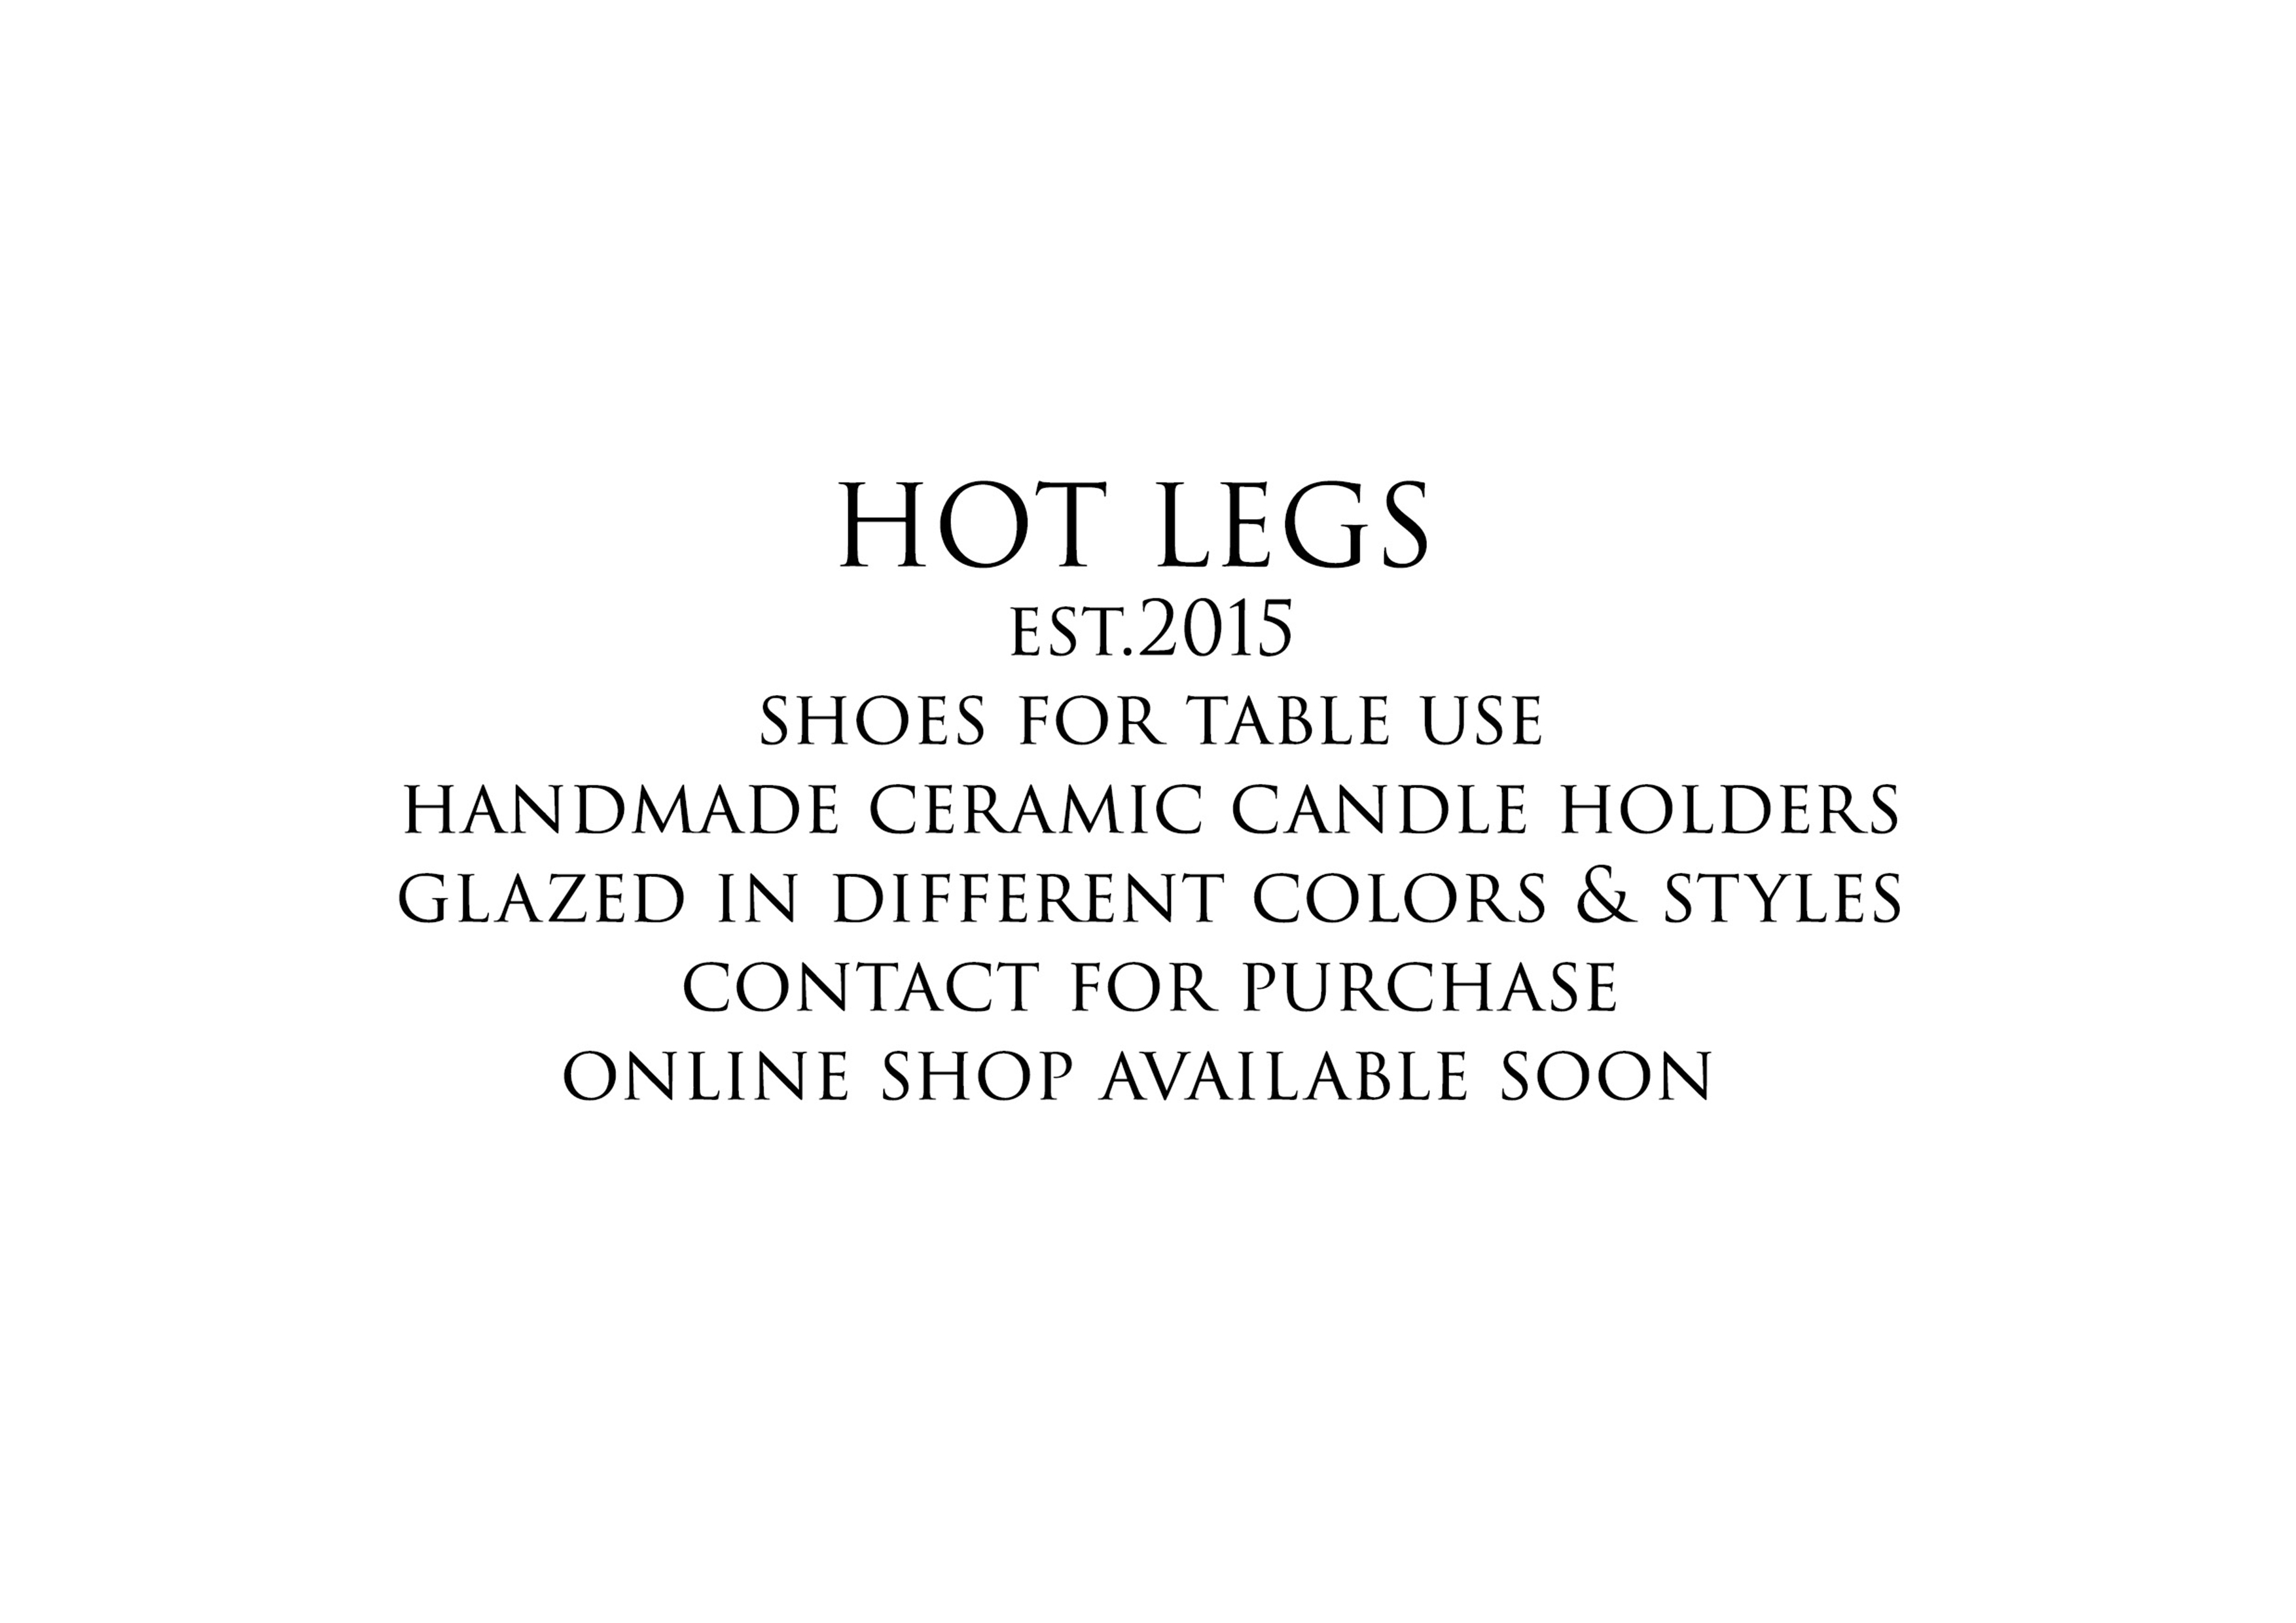 HOT LEGS
EST.2015
SHOES FOR TABLE USE
HANDMADE CERAMIC CANDLE HOLDERS
GLAZED IN DIFFERENT COLORS & STYLES
CONTACT FOR PURCHASE
ONLINE SHOP AVAILABLE SOON